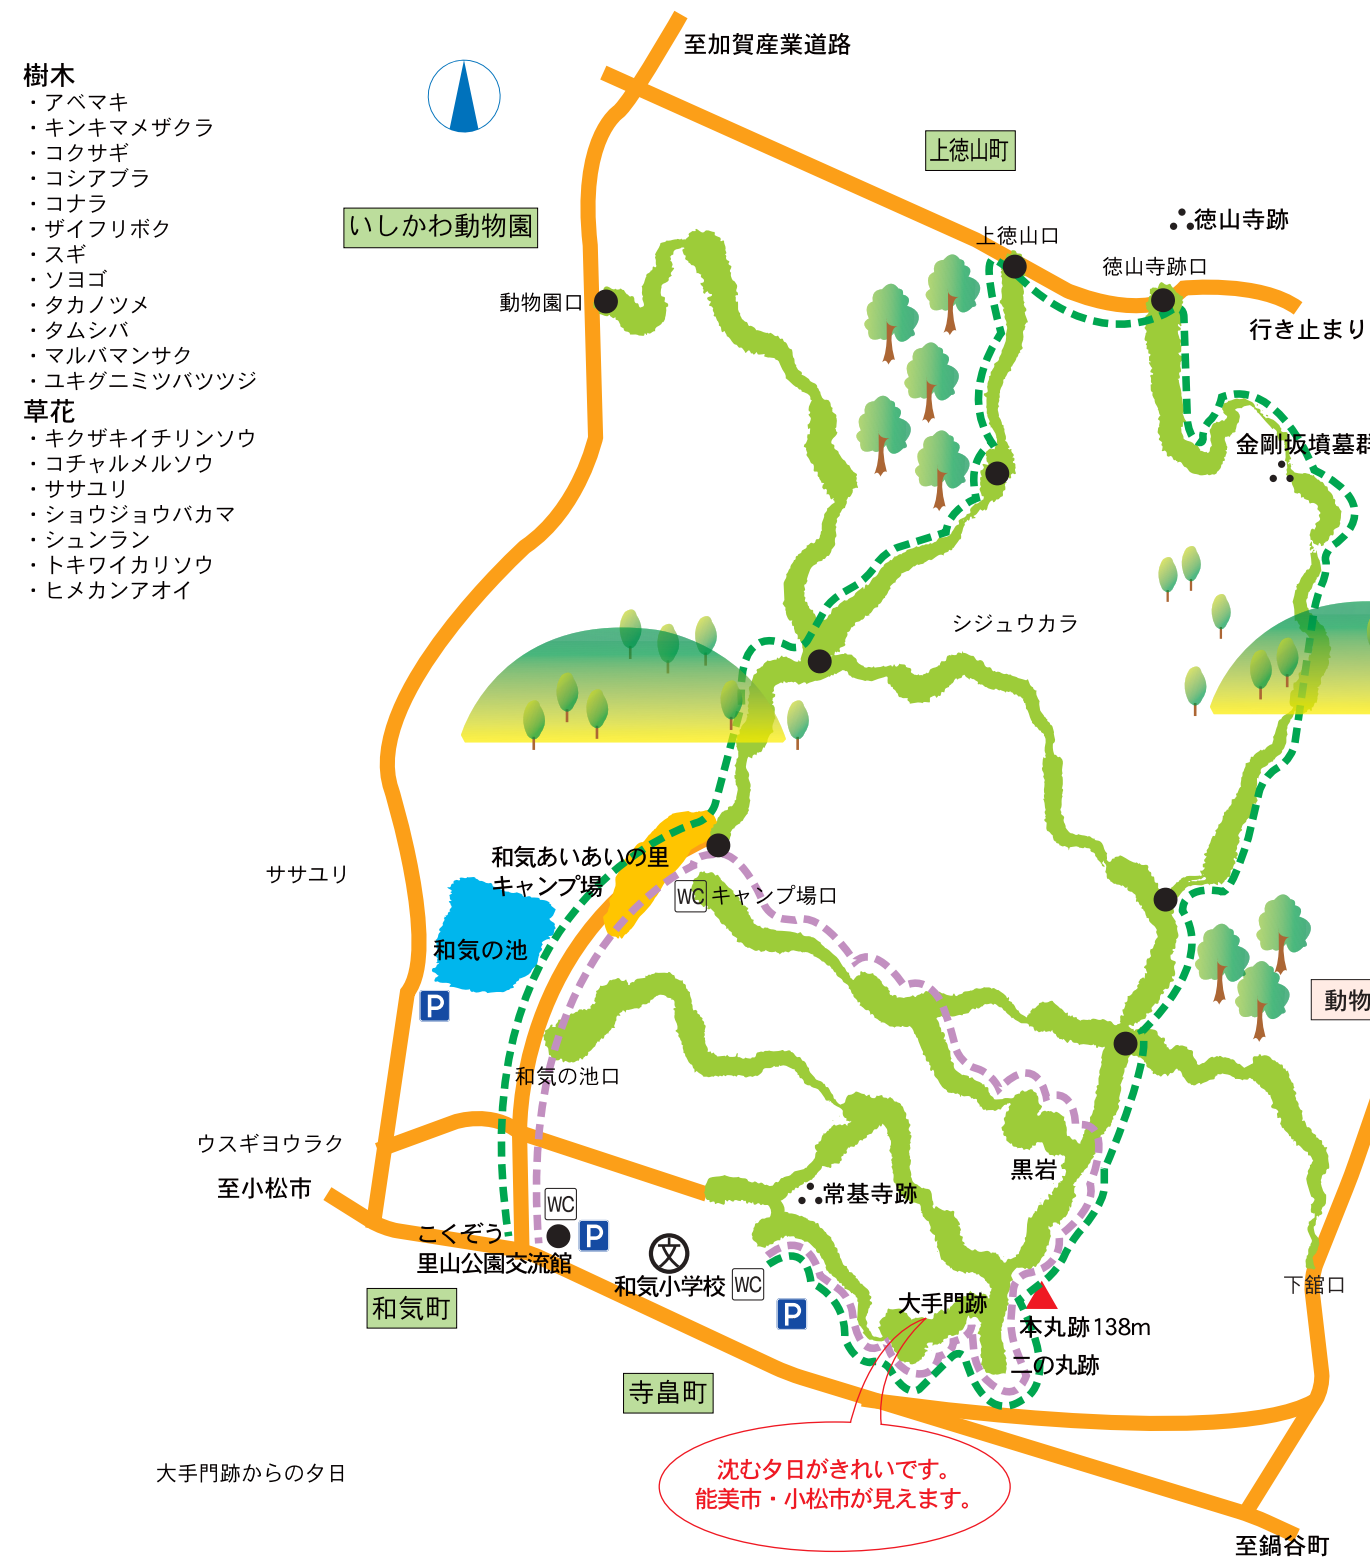 樹木
・アベマキ
・キンキマメザクラ
・コクサギ
・コシアブラ
・コナラ
・ザイフリボク
・スギ
・ソヨゴ
・タカノツメ
・タムシバ
・マルバマンサク
・ユキグニミツバツツジ
草花
・キクザキイチリンソウ
・コチャルメルソウ
・ササユリ
・ショウジョウバカマ
・シュンラン
・トキワイカリソウ
・ヒメカンアオイ
至加賀産業道路
上徳山町
いしかわ動物園
徳山寺跡
上徳山口
徳山寺跡口
動物園口
行き止まり
金剛坂墳墓群
シジュウカラ
和気あいあいの里
キャンプ場
ササユリ
WC キャンプ場口
和気の池
P
動物
和気の池口
ウスギヨウラク
至小松市
黒岩
常基寺跡
WC
P
こくぞう
里山公園交流館
文
和気小学校
WC
P
下舘口
和気町
大手門跡
本丸跡138m
二の丸跡
寺畠町
大手門跡からの夕日
沈む夕日がきれいです。
能美市・小松市が見えます。
至鍋谷町